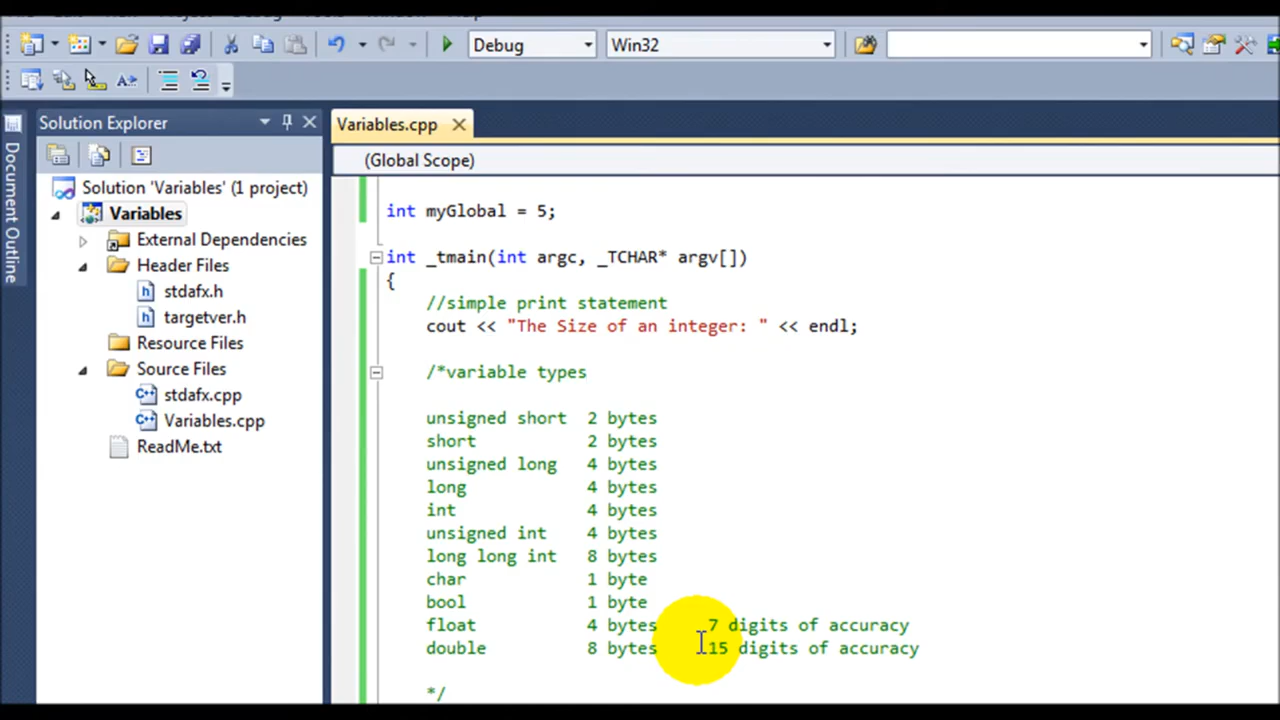 Debug
Win32
Document Outline
Solution Explorer
Solution 'Variables' (1 project)
Variables
External Dependencies
Header Files
stdafx.h
targetver.h
Resource Files
Source Files
stdafx.cpp
Variables.cpp
ReadMe.txt
Variables.cpp
(Global Scope)
int myGlobal = 5;
int _tmain(int argc, _TCHAR* argv[])
{
//simple print statement
cout << "The Size of an integer: " << endl;
/*variable types
unsigned short 2 bytes
short 2 bytes
unsigned long 4 bytes
long 4 bytes
int 4 bytes
unsigned int 4 bytes
long long int 8 bytes
char 1 byte
bool 1 byte
float 4 bytes 7 digits of accuracy
double 8 bytes 15 digits of accuracy
*/